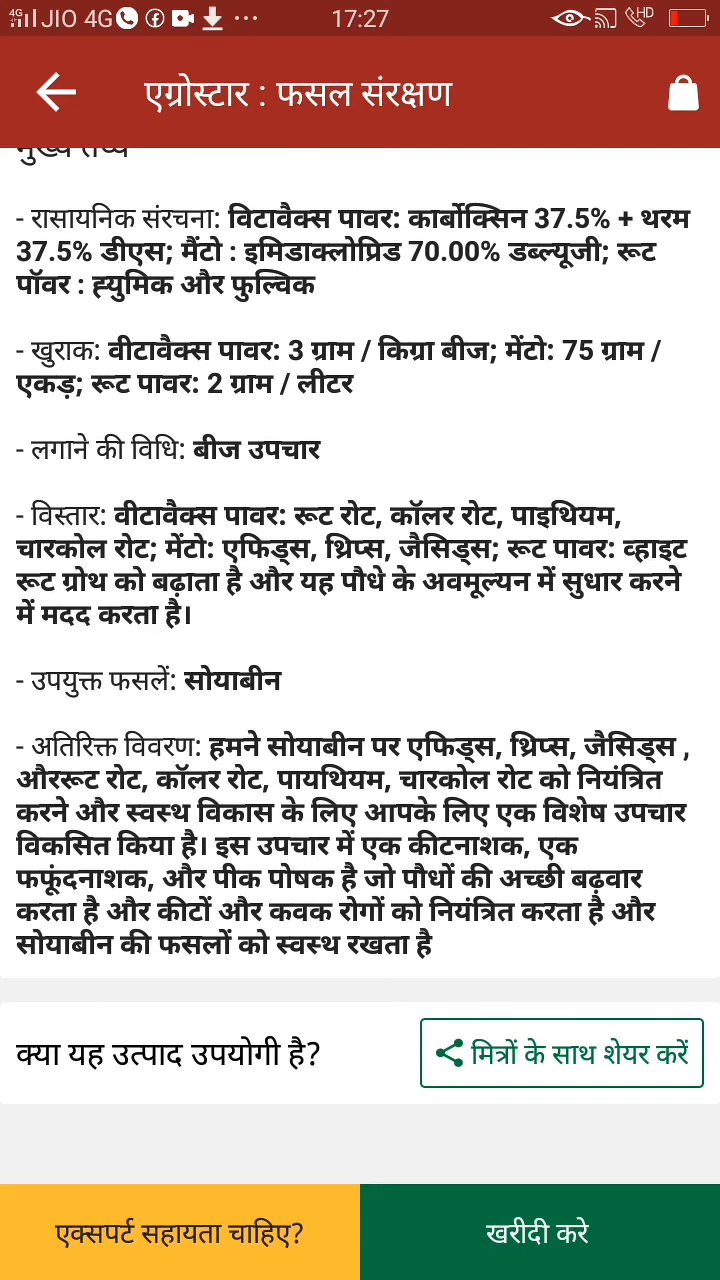 4G JIO 4G HD 17:27
एग्रोस्टार : फसल संरक्षण
मुख्य तथ्य
- रासायनिक संरचना: विटावैक्स पावर: कार्बोक्सिन 37.5% + थरम
37.5% डीएस; मैंटो : इमिडाक्लोप्रिड 70.00% डब्ल्यूजी; रूट
पॉवर : ह्युमिक और फुल्विक
- खुराक: वीटावैक्स पावर: 3 ग्राम / किग्रा बीज; मेंटो: 75 ग्राम /
एकड़; रूट पावर: 2 ग्राम / लीटर
- लगाने की विधि: बीज उपचार
- विस्तार: वीटावैक्स पावर: रूट रोट, कॉलर रोट, पाइथियम,
चारकोल रोट; मेंटो: एफिड्स, थ्रिप्स, जैसिड्स; रूट पावर: व्हाइट
रूट ग्रोथ को बढ़ाता है और यह पौधे के अवमूल्यन में सुधार करने
में मदद करता है।
- उपयुक्त फसलें: सोयाबीन
- अतिरिक्त विवरण: हमने सोयाबीन पर एफिड्स, थ्रिप्स, जैसिड्स ,
औररूट रोट, कॉलर रोट, पायथियम, चारकोल रोट को नियंत्रित
करने और स्वस्थ विकास के लिए आपके लिए एक विशेष उपचार
विकसित किया है। इस उपचार में एक कीटनाशक, एक
फफूंदनाशक, और पीक पोषक है जो पौधों की अच्छी बढ़वार
करता है और कीटों और कवक रोगों को नियंत्रित करता है और
सोयाबीन की फसलों को स्वस्थ रखता है
क्या यह उत्पाद उपयोगी है?
मित्रों के साथ शेयर करें
एक्सपर्ट सहायता चाहिए?
खरीदी करे